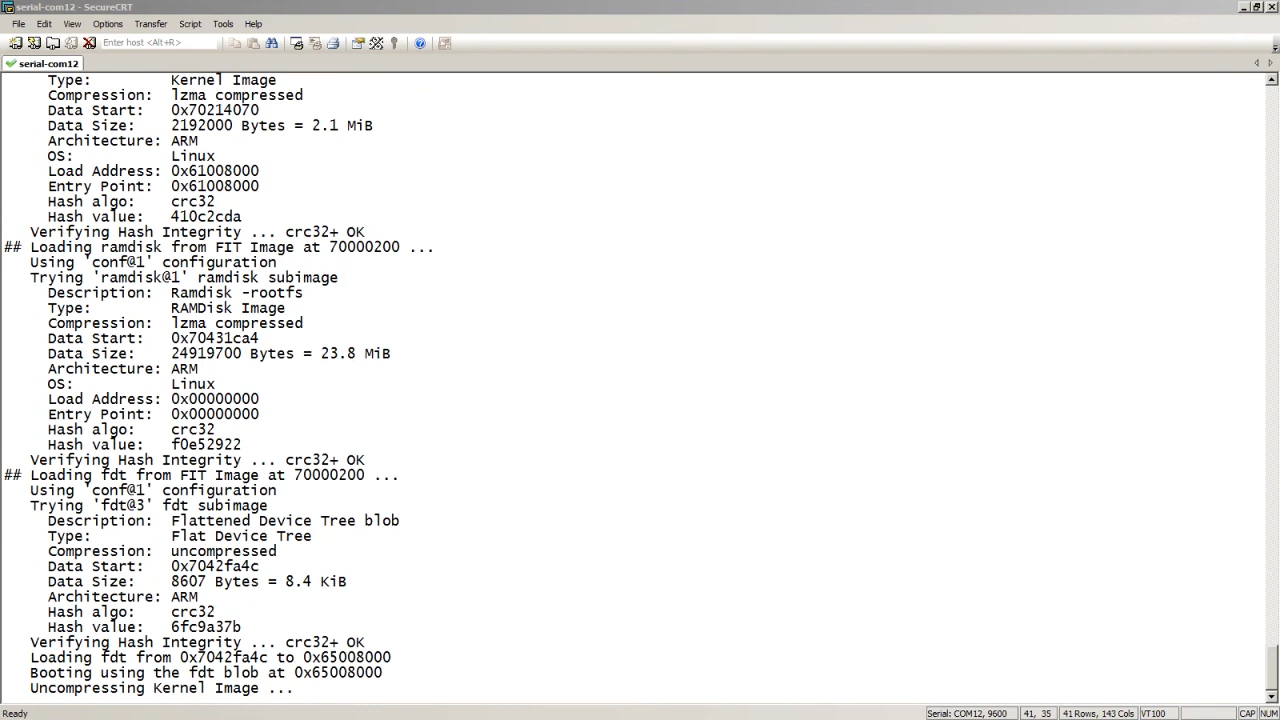 serial-com12 - SecureCRT
File Edit View Options Transfer Script Tools Help
Enter host <Alt+R>
serial-com12
Type: Kernel Image
Compression: lzma compressed
Data Start: 0x70214070
Data Size: 2192000 Bytes = 2.1 MiB
Architecture: ARM
OS: Linux
Load Address: 0x61008000
Entry Point: 0x61008000
Hash algo: crc32
Hash value: 410c2cda
Verifying Hash Integrity ... crc32+ OK
## Loading ramdisk from FIT Image at 70000200 ...
Using 'conf@1' configuration
Trying 'ramdisk@1' ramdisk subimage
Description: Ramdisk -rootfs
Type: RAMDisk Image
Compression: lzma compressed
Data Start: 0x70431ca4
Data Size: 24919700 Bytes = 23.8 MiB
Architecture: ARM
OS: Linux
Load Address: 0x00000000
Entry Point: 0x00000000
Hash algo: crc32
Hash value: f0e52922
Verifying Hash Integrity ... crc32+ OK
## Loading fdt from FIT Image at 70000200 ...
Using 'conf@1' configuration
Trying 'fdt@3' fdt subimage
Description: Flattened Device Tree blob
Type: Flat Device Tree
Compression: uncompressed
Data Start: 0x7042fa4c
Data Size: 8607 Bytes = 8.4 KiB
Architecture: ARM
Hash algo: crc32
Hash value: 6fc9a37b
Verifying Hash Integrity ... crc32+ OK
Loading fdt from 0x7042fa4c to 0x65008000
Booting using the fdt blob at 0x65008000
Uncompressing Kernel Image ...
Ready Serial: COM12, 9600 41, 35 41 Rows, 143 Cols VT100 CAP NUM